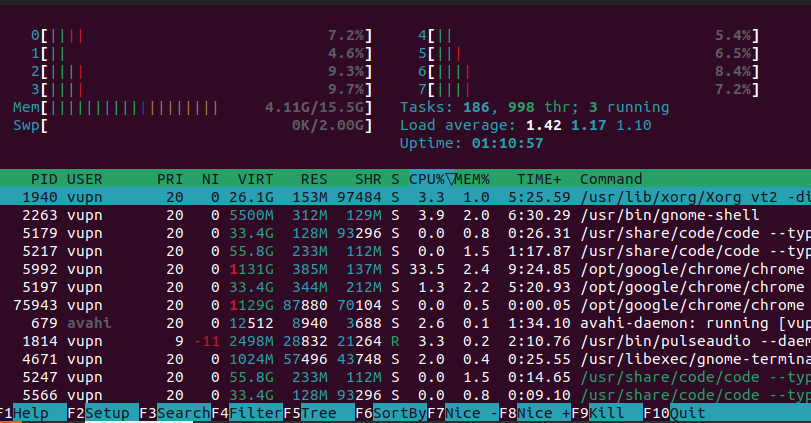 0[|||| 7.2%] 4[|| 5.4%]
1[|| 4.6%] 5[||| 6.5%]
2[|||| 9.3%] 6[|||| 8.4%]
3[|||| 9.7%] 7[|||| 7.2%]
Mem[||||||||||||||||||| 4.11G/15.5G] Tasks: 186, 998 thr; 3 running
Swp[ 0K/2.00G] Load average: 1.42 1.17 1.10
Uptime: 01:10:57
PID USER PRI NI VIRT RES SHR S CPU%▽MEM% TIME+ Command
1940 vupn 20 0 26.1G 153M 97484 S 3.3 1.0 5:25.59 /usr/lib/xorg/Xorg vt2 -di
2263 vupn 20 0 5500M 312M 129M S 3.9 2.0 6:30.29 /usr/bin/gnome-shell
5179 vupn 20 0 33.4G 128M 93296 S 0.0 0.8 0:26.31 /usr/share/code/code --typ
5217 vupn 20 0 55.8G 233M 112M S 0.0 1.5 1:17.87 /usr/share/code/code --typ
5992 vupn 20 0 1131G 385M 137M S 33.5 2.4 9:24.85 /opt/google/chrome/chrome
5197 vupn 20 0 33.4G 344M 212M S 1.3 2.2 5:20.93 /opt/google/chrome/chrome
75943 vupn 20 0 1129G 87880 70104 S 0.0 0.5 0:00.05 /opt/google/chrome/chrome
679 avahi 20 0 12512 8940 3688 S 2.6 0.1 1:34.10 avahi-daemon: running [vup
1814 vupn 9 -11 2498M 28832 21264 R 3.3 0.2 2:10.76 /usr/bin/pulseaudio --daem
4671 vupn 20 0 1024M 57496 43748 S 2.0 0.4 0:25.55 /usr/libexec/gnome-termina
5247 vupn 20 0 55.8G 233M 112M S 0.0 1.5 0:14.65 /usr/share/code/code --typ
5566 vupn 20 0 33.4G 128M 93296 S 0.0 0.8 0:09.10 /usr/share/code/code --typ
F1Help F2Setup F3SearchF4FilterF5Tree F6SortByF7Nice -F8Nice +F9Kill F10Quit